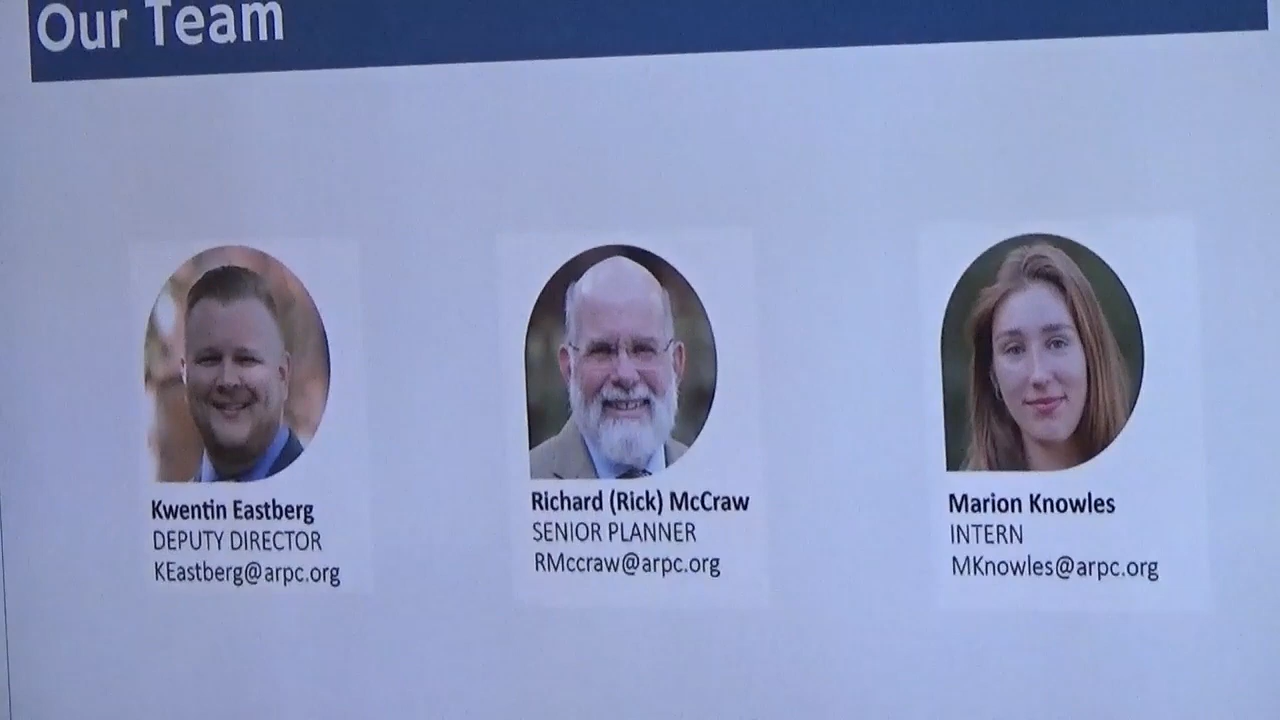 Our Team
Kwentin Eastberg
DEPUTY DIRECTOR
KEastberg@arpc.org
Richard (Rick) McCraw
SENIOR PLANNER
RMccraw@arpc.org
Marion Knowles
INTERN
MKnowles@arpc.org